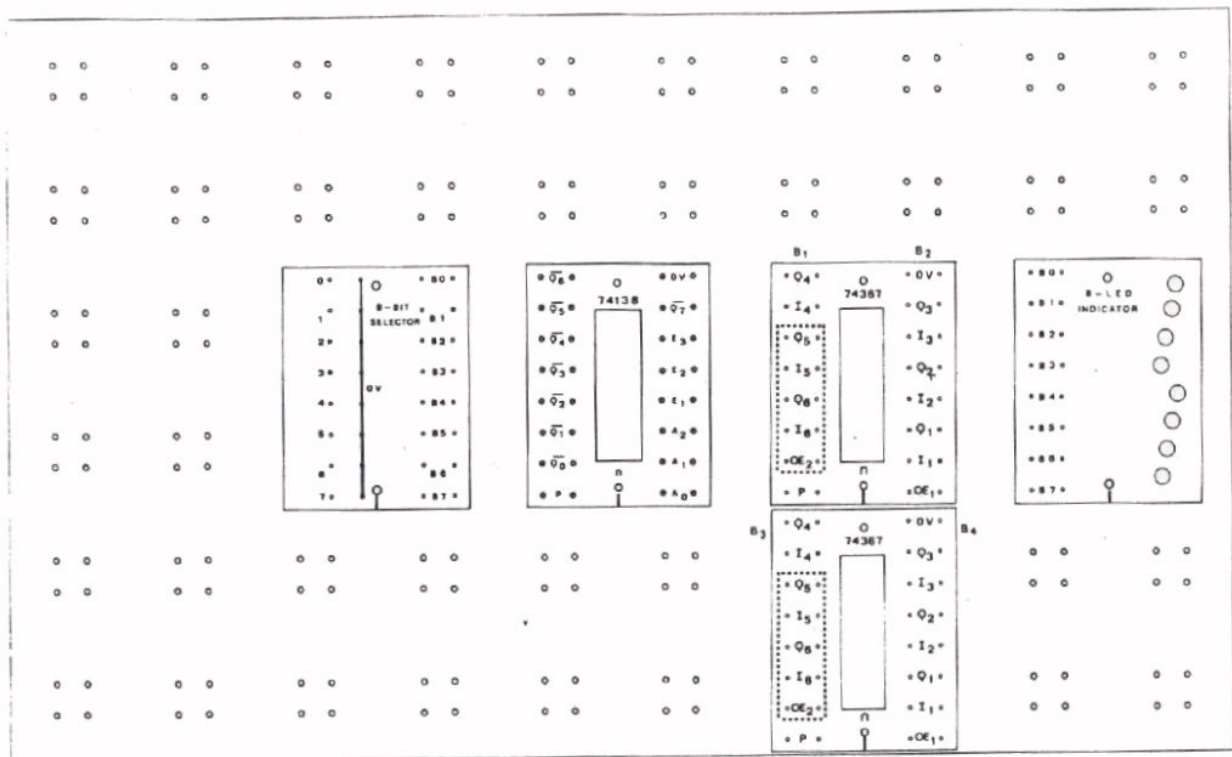 0
1
2
3
4
5
6
7
0V
8-BIT
SELECTOR
B0
B1
B2
B3
B4
B5
B6
B7
Q̅6
Q̅5
Q̅4
Q̅3
Q̅2
Q̅1
Q̅0
P
74138
n
0V
Q̅7
E3
E2
E1
A2
A1
A0
B1
B2
Q4
I4
Q5
I5
Q6
I6
OE2
P
74367
n
0V
Q3
I3
Q2
I2
Q1
I1
OE1
B3
B4
Q4
I4
Q5
I5
Q6
I6
OE2
P
74367
n
0V
Q3
I3
Q2
I2
Q1
I1
OE1
B0
B1
B2
B3
B4
B5
B6
B7
8-LED
INDICATOR